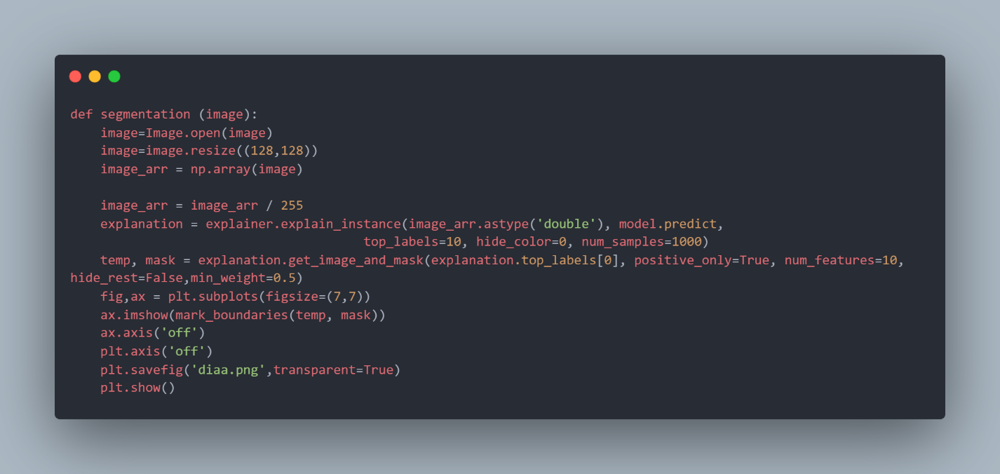 def segmentation (image):
    image=Image.open(image)
    image=image.resize((128,128))
    image_arr = np.array(image)

    image_arr = image_arr / 255
    explanation = explainer.explain_instance(image_arr.astype('double'), model.predict,
                                       top_labels=10, hide_color=0, num_samples=1000)
    temp, mask = explanation.get_image_and_mask(explanation.top_labels[0], positive_only=True, num_features=10,
hide_rest=False,min_weight=0.5)
    fig,ax = plt.subplots(figsize=(7,7))
    ax.imshow(mark_boundaries(temp, mask))
    ax.axis('off')
    plt.axis('off')
    plt.savefig('diaa.png',transparent=True)
    plt.show()